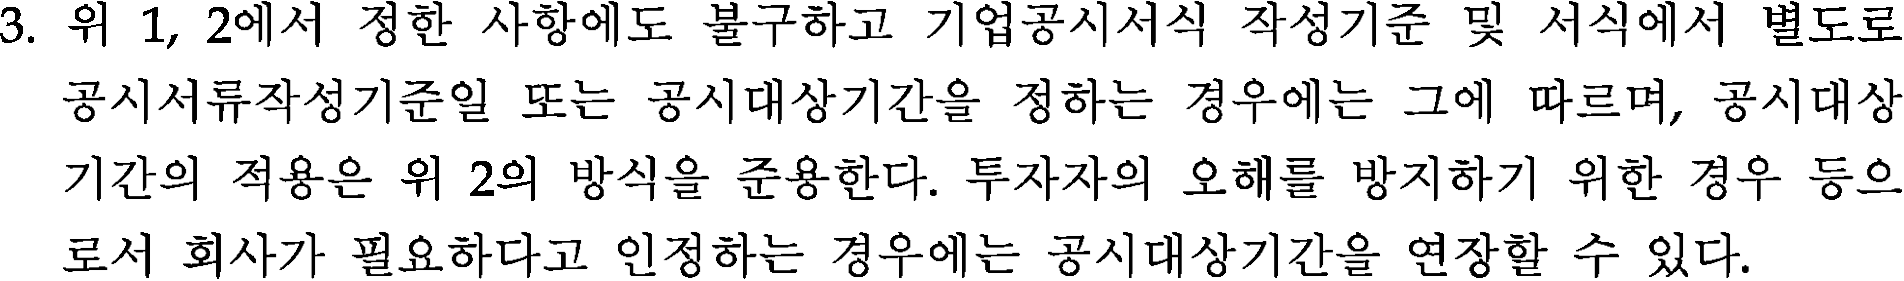 3. 위 1, 2에서 정한 사항에도 불구하고 기업공시서식 작성기준 및 서식에서 별도로
공시서류작성기준일 또는 공시대상기간을 정하는 경우에는 그에 따르며, 공시대상
기간의 적용은 위 2의 방식을 준용한다. 투자자의 오해를 방지하기 위한 경우 등으
로서 회사가 필요하다고 인정하는 경우에는 공시대상기간을 연장할 수 있다.